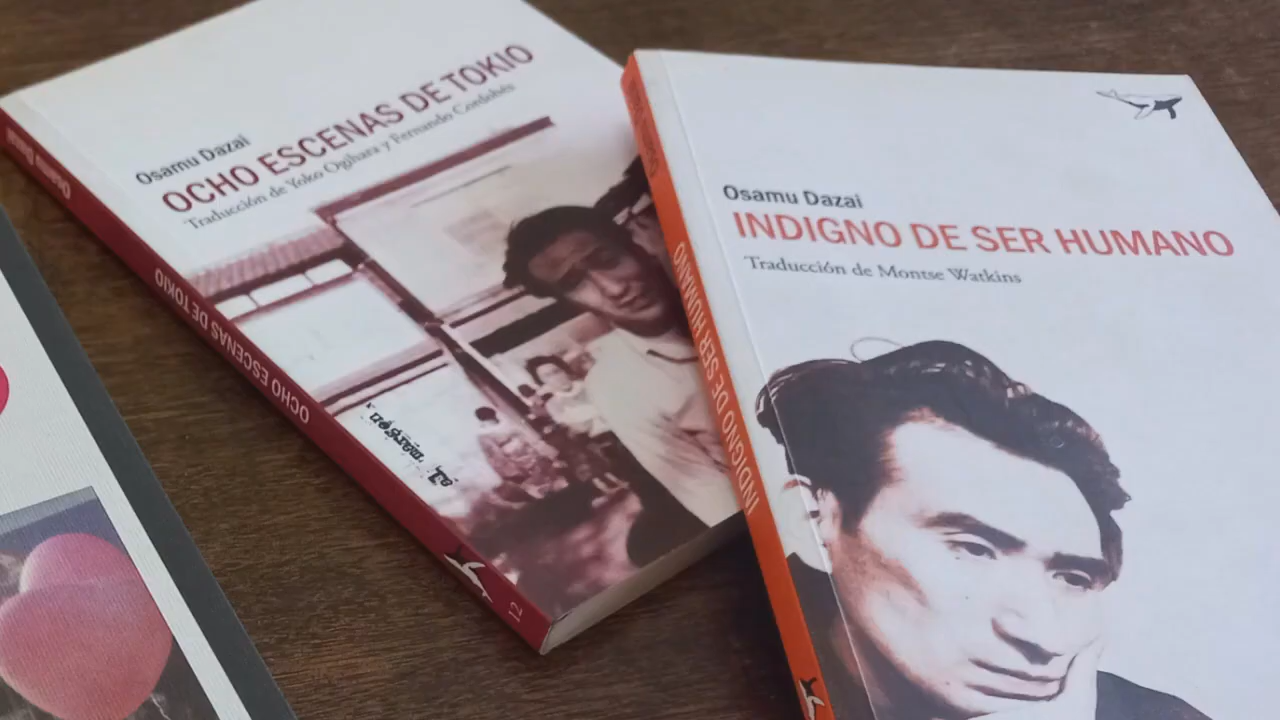 Osamu Dazai
OCHO ESCENAS DE TOKIO
Traducción de Yoko Ogihara y Fernando Cordobés
OCHO ESCENAS DE TOKIO
12
Osamu Dazai
INDIGNO DE SER HUMANO
Traducción de Montse Watkins
INDIGNO DE SER HUMANO